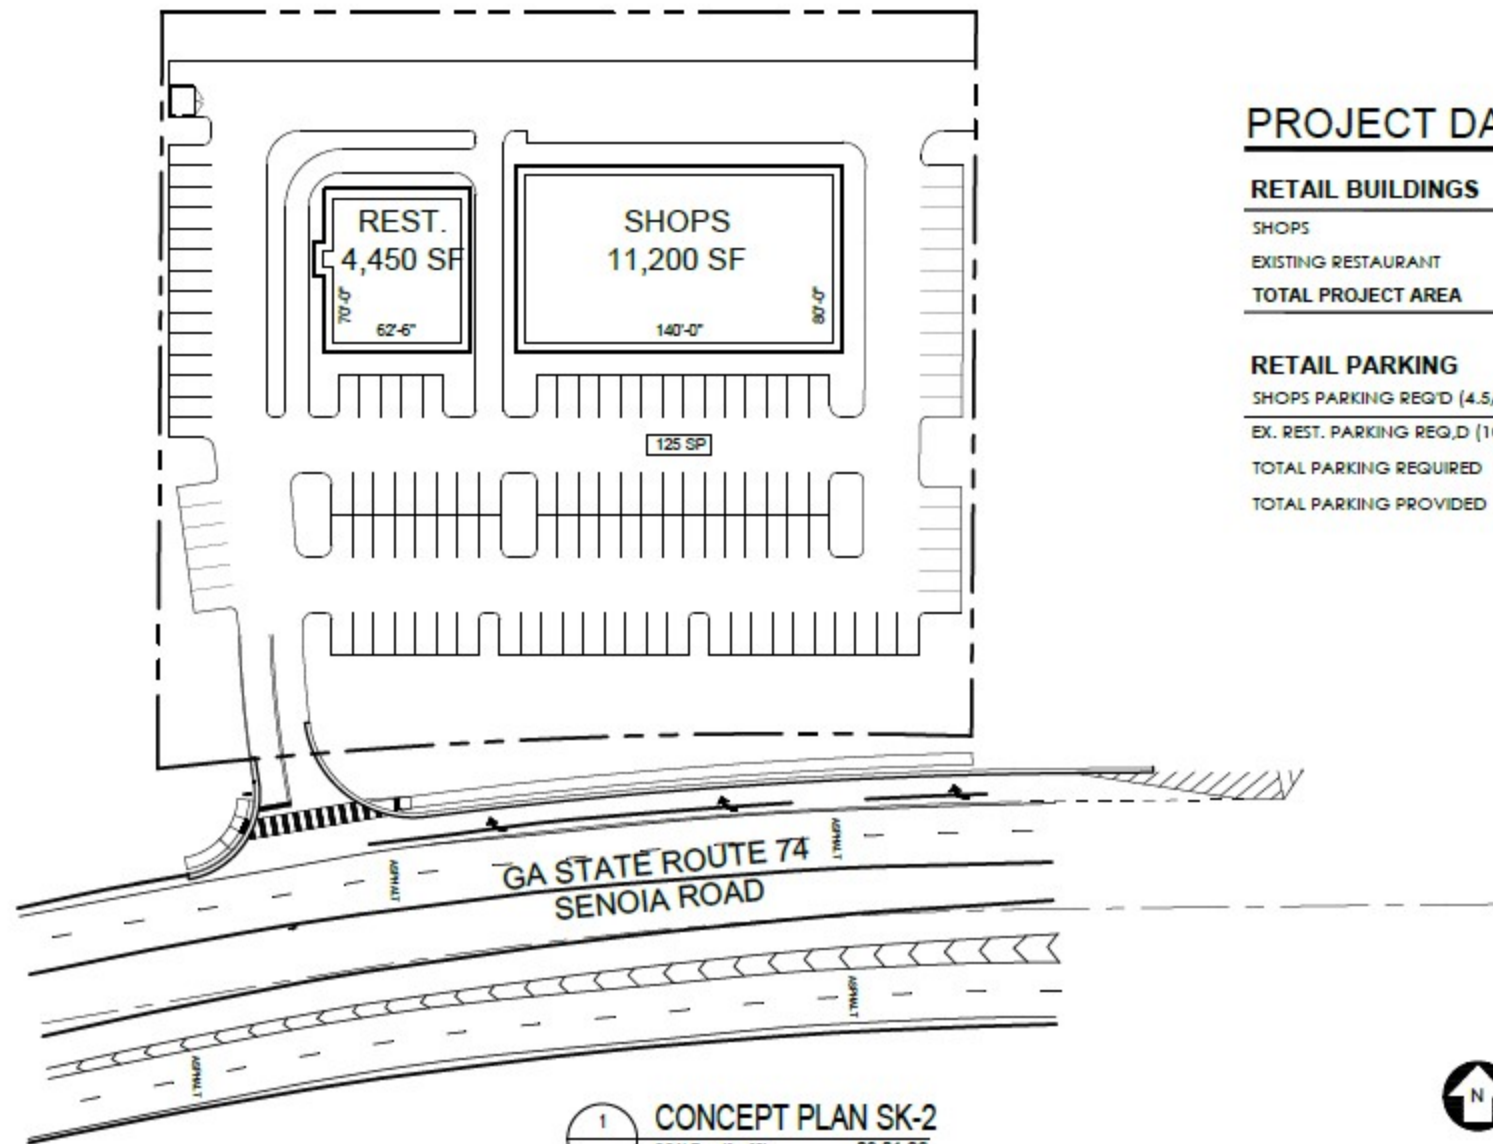 PROJECT DA
RETAIL BUILDINGS
SHOPS
EXISTING RESTAURANT
TOTAL PROJECT AREA
RETAIL PARKING
SHOPS PARKING REQ'D (4.5/
EX. REST. PARKING REQ,D (10
TOTAL PARKING REQUIRED
TOTAL PARKING PROVIDED
REST.
4,450 SF
70'-0"
62'-6"
SHOPS
11,200 SF
80'-0"
140'-0"
125 SP
GA STATE ROUTE 74
SENOIA ROAD
ASPHALT
ASPHALT
ASPHALT
ASPHALT
1
CONCEPT PLAN SK-2
N